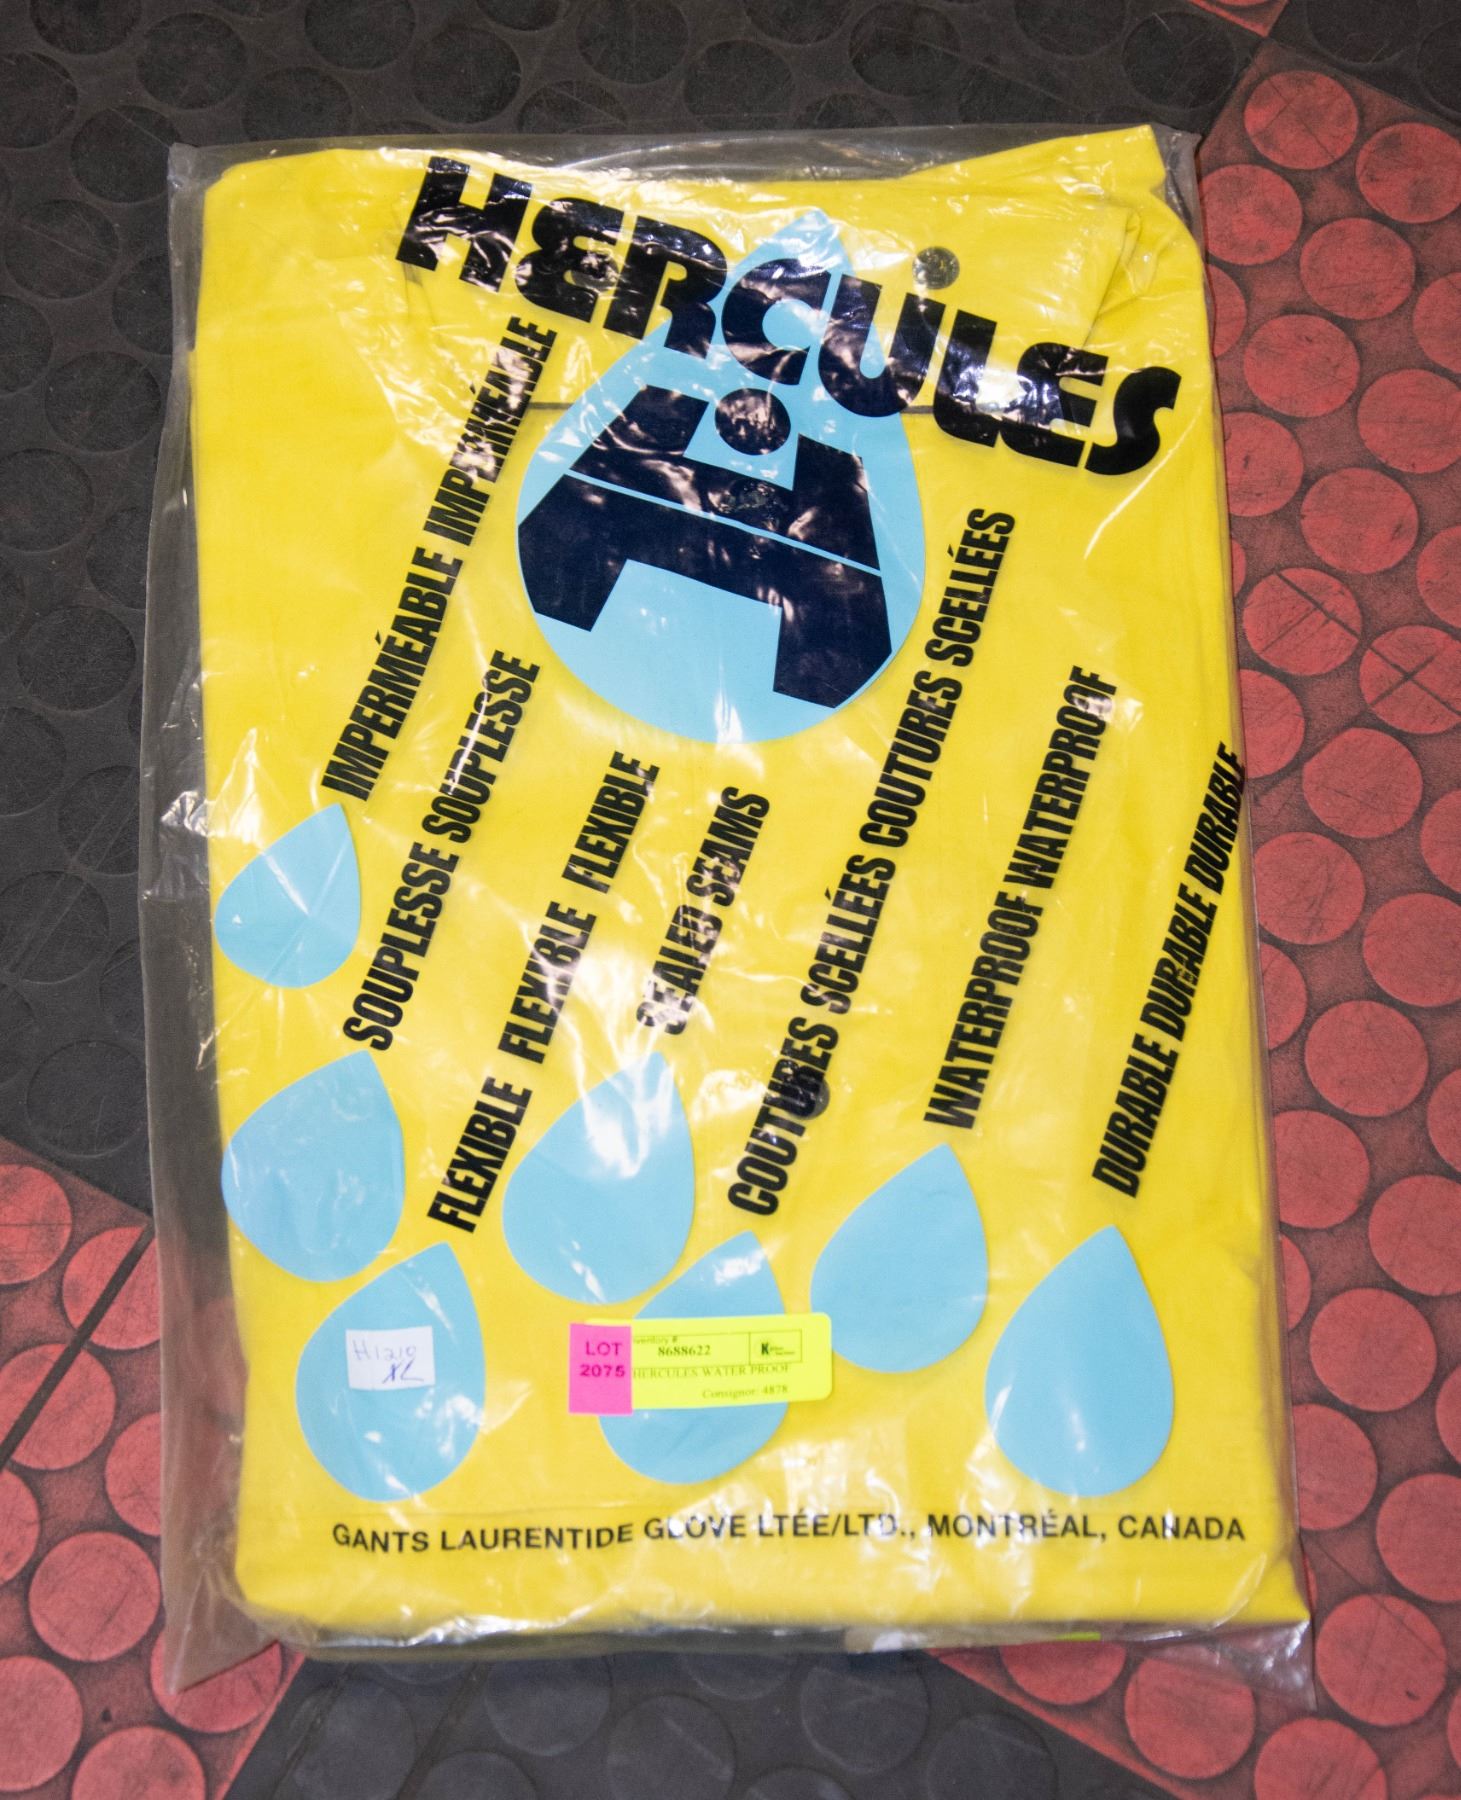 HERCULES
IMPERMÉABLE IMPERMÉABLE
SOUPLESSE SOUPLESSE
FLEXIBLE FLEXIBLE FLEXIBLE
SEALED SEAMS
COUTURES SCELLÉES COUTURES SCELLÉES
WATERPROOF WATERPROOF
DURABLE DURABLE DURABLE
H1210
XL
LOT
2075
nventory #:
8688622
HERCULES WATER PROOF
Consignor: 4878
GANTS LAURENTIDE GLOVE LTÉE/LTD., MONTRÉAL, CANADA